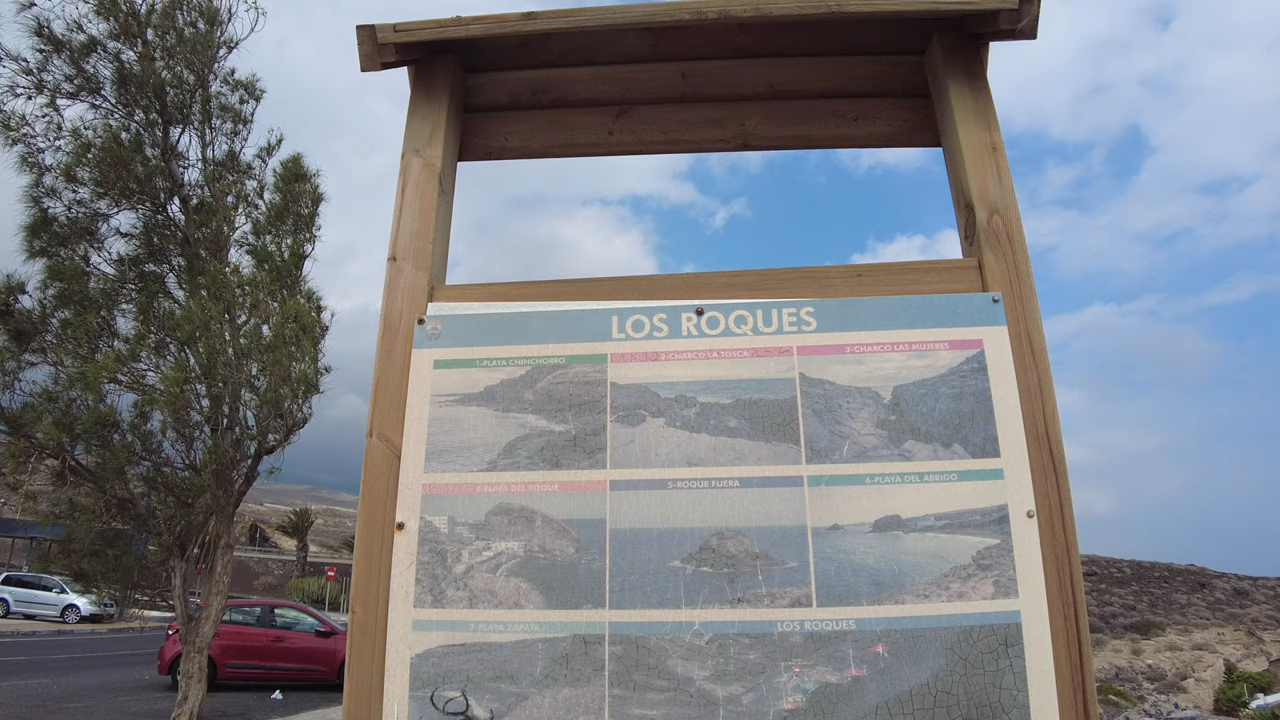 LOS ROQUES
1-PLAYA CHINCHORRO
2-CHARCO LA TOSCA
3-CHARCO LAS MUJERES
4-PLAYA DEL ROQUE
5-ROQUE FUERA
6-PLAYA DEL ABRIGO
7-PLAYA ZAPATA
LOS ROQUES